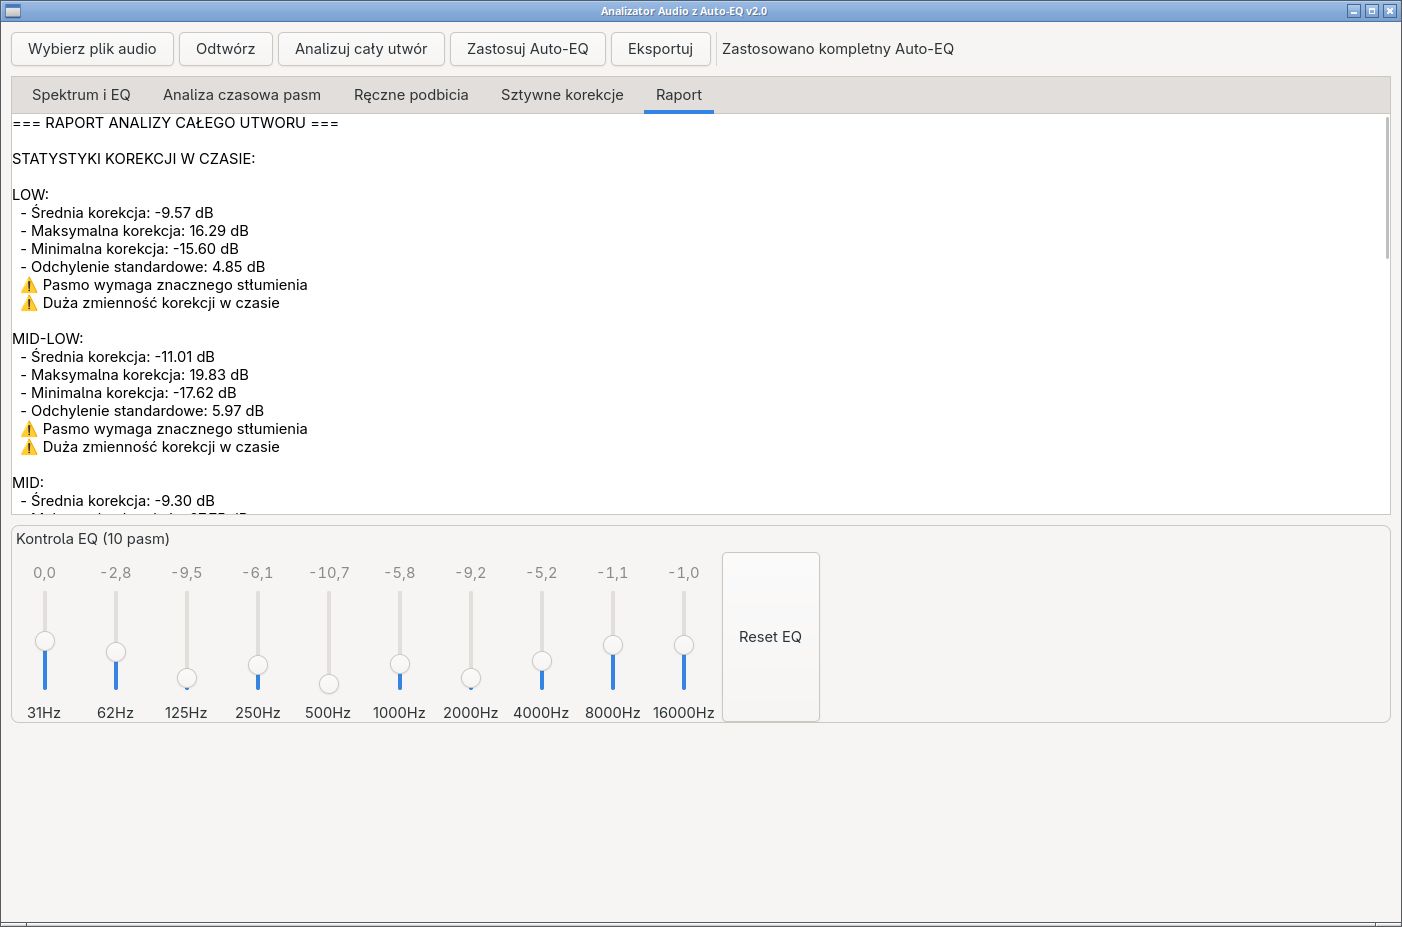 Analizator Audio z Auto-EQ v2.0
Wybierz plik audio Odtwórz Analizuj cały utwór Zastosuj Auto-EQ Eksportuj Zastosowano kompletny Auto-EQ
Spektrum i EQ Analiza czasowa pasm Ręczne podbicia Sztywne korekcje Raport
=== RAPORT ANALIZY CAŁEGO UTWORU ===
STATYSTYKI KOREKCJI W CZASIE:
LOW:
- Średnia korekcja: -9.57 dB
- Maksymalna korekcja: 16.29 dB
- Minimalna korekcja: -15.60 dB
- Odchylenie standardowe: 4.85 dB
⚠️ Pasmo wymaga znacznego stłumienia
⚠️ Duża zmienność korekcji w czasie
MID-LOW:
- Średnia korekcja: -11.01 dB
- Maksymalna korekcja: 19.83 dB
- Minimalna korekcja: -17.62 dB
- Odchylenie standardowe: 5.97 dB
⚠️ Pasmo wymaga znacznego stłumienia
⚠️ Duża zmienność korekcji w czasie
MID:
- Średnia korekcja: -9.30 dB
Kontrola EQ (10 pasm)
0,0 -2,8 -9,5 -6,1 -10,7 -5,8 -9,2 -5,2 -1,1 -1,0
Reset EQ
31Hz 62Hz 125Hz 250Hz 500Hz 1000Hz 2000Hz 4000Hz 8000Hz 16000Hz